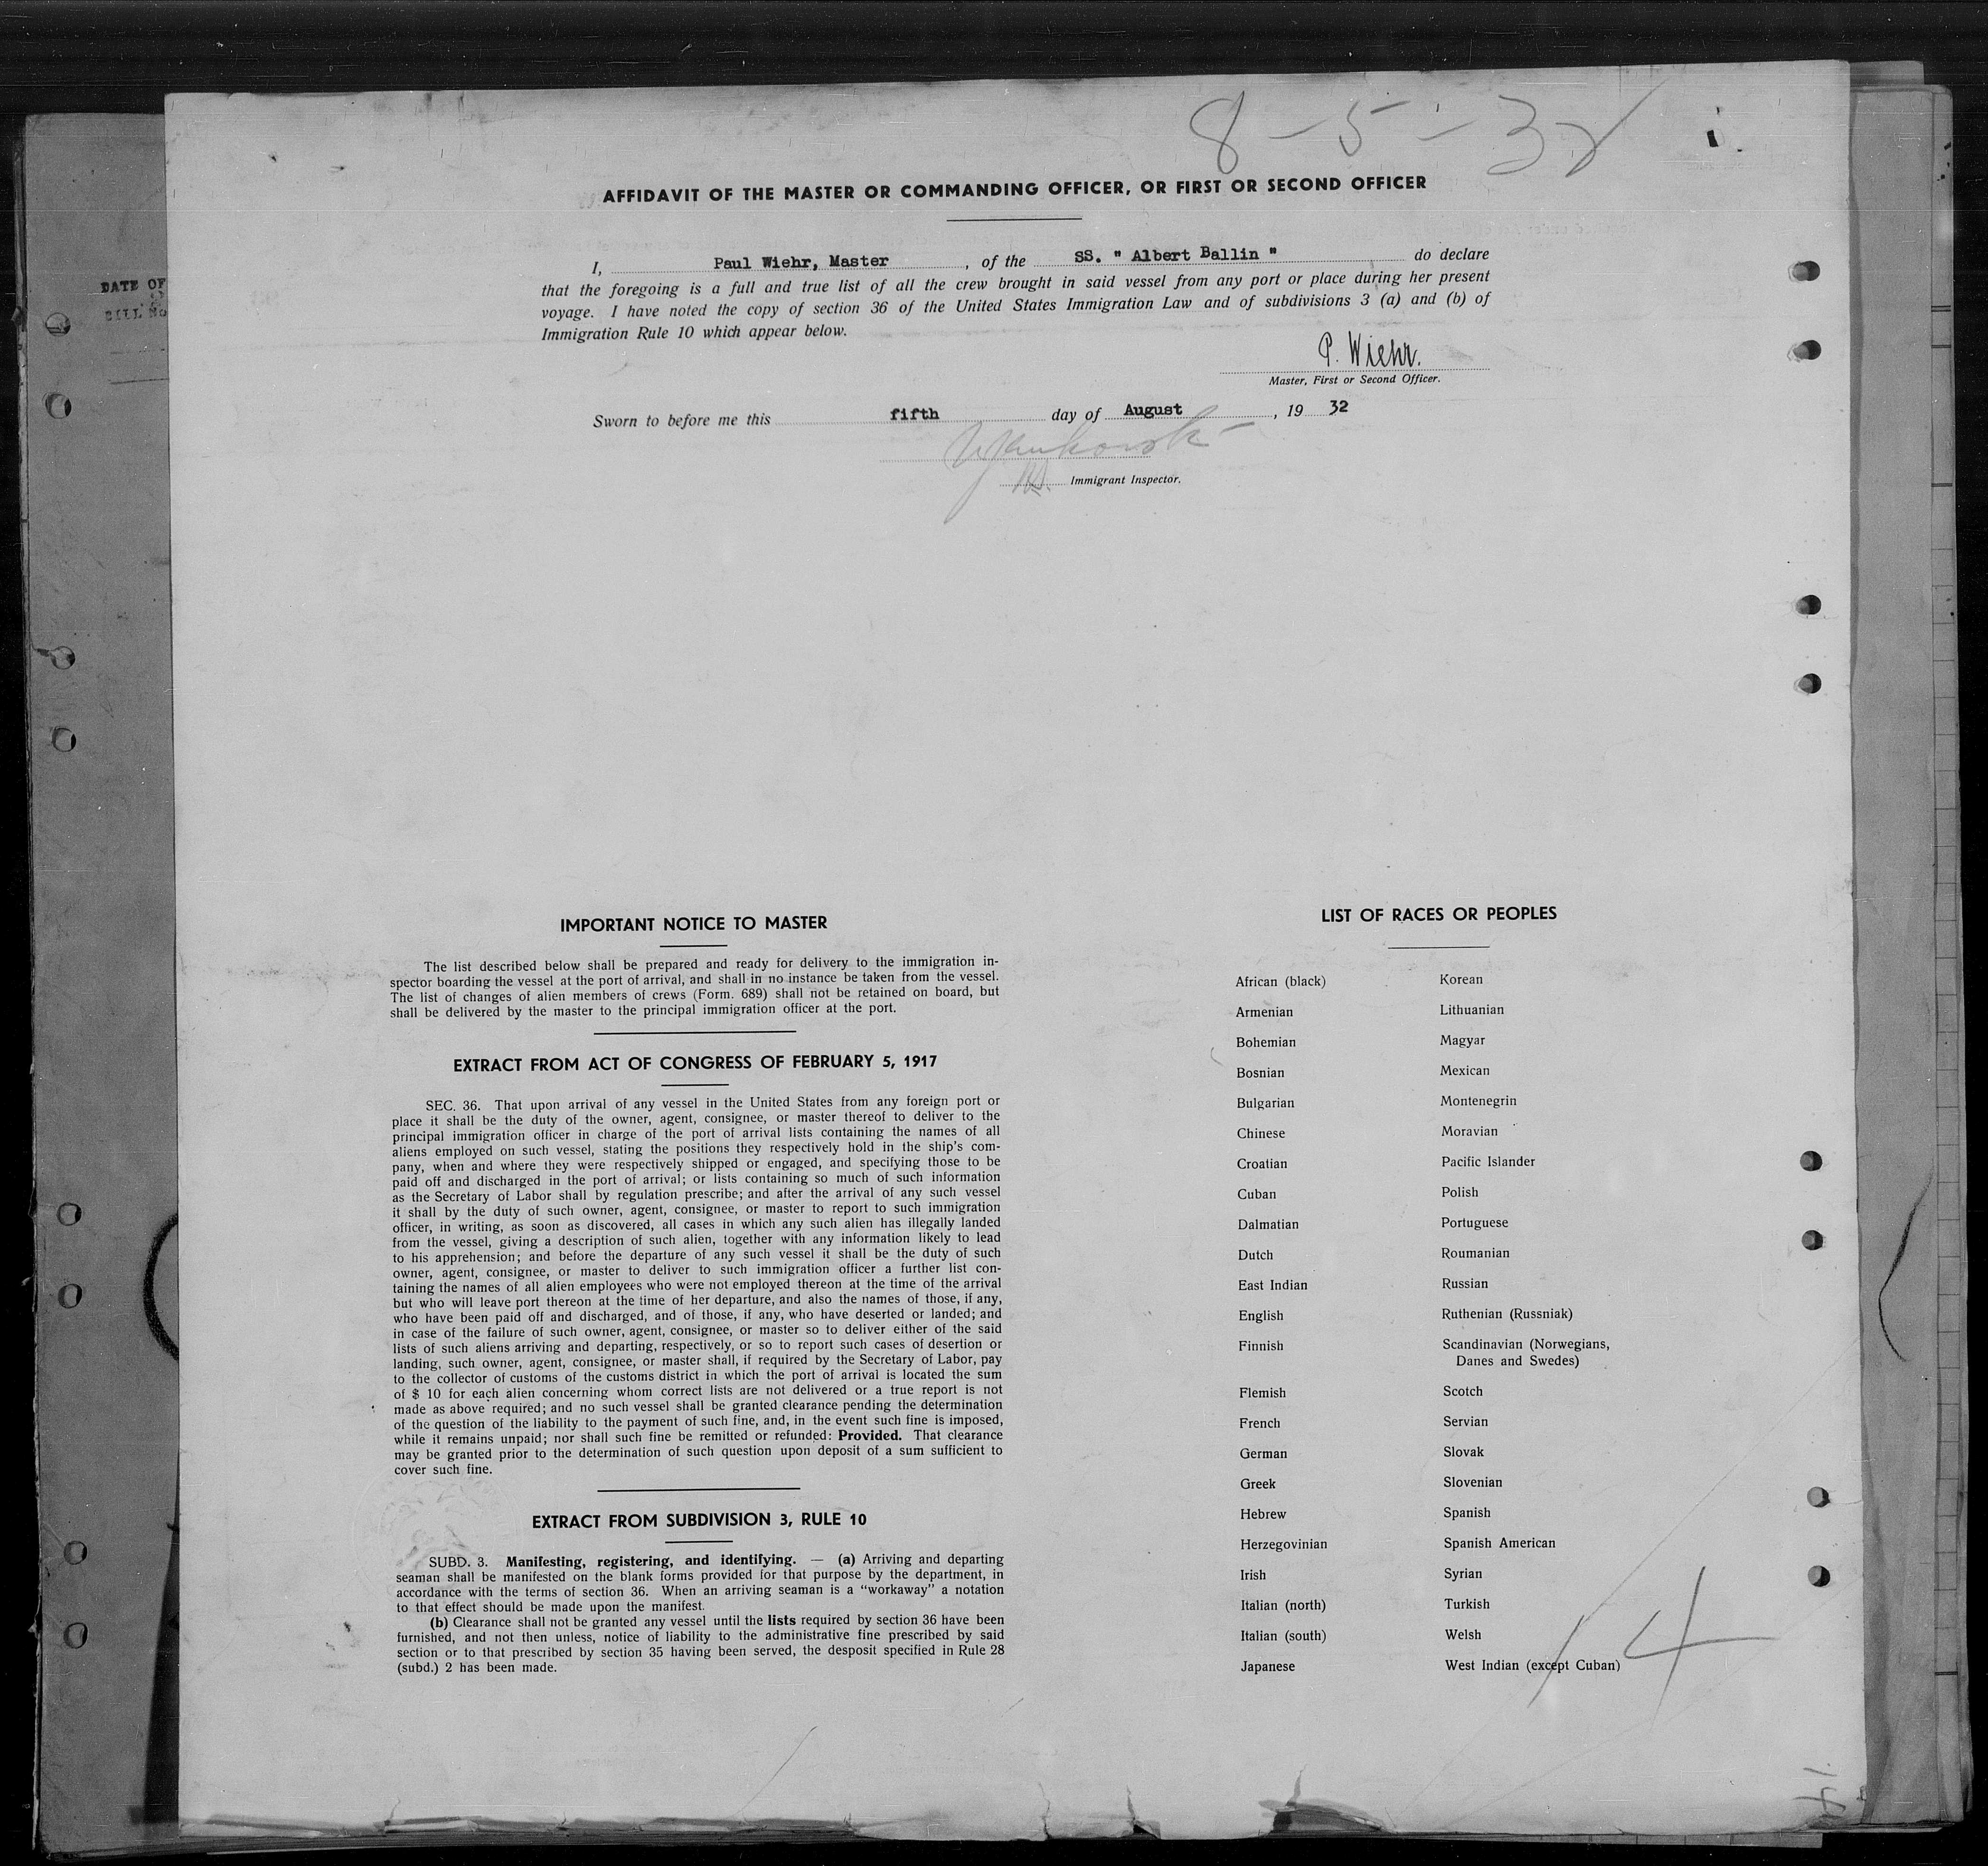 8-5-32
AFFIDAVIT OF THE MASTER OR COMMANDING OFFICER, OR FIRST OR SECOND OFFICER
I, Paul Wiehr, Master, of the SS. " Albert Ballin " do declare
that the foregoing is a full and true list of all the crew brought in said vessel from any port or place during her present
voyage. I have noted the copy of section 36 of the United States Immigration Law and of subdivisions 3 (a) and (b) of
Immigration Rule 10 which appear below.
P. Wiehr.
Master, First or Second Officer.
Sworn to before me this fifth day of August, 19 32
Immigrant Inspector.
DATE OF
BILL No
IMPORTANT NOTICE TO MASTER
The list described below shall be prepared and ready for delivery to the immigration in-
spector boarding the vessel at the port of arrival, and shall in no instance be taken from the vessel.
The list of changes of alien members of crews (Form. 689) shall not be retained on board, but
shall be delivered by the master to the principal immigration officer at the port.
EXTRACT FROM ACT OF CONGRESS OF FEBRUARY 5, 1917
SEC. 36. That upon arrival of any vessel in the United States from any foreign port or
place it shall be the duty of the owner, agent, consignee, or master thereof to deliver to the
principal immigration officer in charge of the port of arrival lists containing the names of all
aliens employed on such vessel, stating the positions they respectively hold in the ship's com-
pany, when and where they were respectively shipped or engaged, and specifying those to be
paid off and discharged in the port of arrival; or lists containing so much of such information
as the Secretary of Labor shall by regulation prescribe; and after the arrival of any such vessel
it shall by the duty of such owner, agent, consignee, or master to report to such immigration
officer, in writing, as soon as discovered, all cases in which any such alien has illegally landed
from the vessel, giving a description of such alien, together with any information likely to lead
to his apprehension; and before the departure of any such vessel it shall be the duty of such
owner, agent, consignee, or master to deliver to such immigration officer a further list con-
taining the names of all alien employees who were not employed thereon at the time of the arrival
but who will leave port thereon at the time of her departure, and also the names of those, if any,
who have been paid off and discharged, and of those, if any, who have deserted or landed; and
in case of the failure of such owner, agent, consignee, or master so to deliver either of the said
lists of such aliens arriving and departing, respectively, or so to report such cases of desertion or
landing, such owner, agent, consignee, or master shall, if required by the Secretary of Labor, pay
to the collector of customs of the customs district in which the port of arrival is located the sum
of $ 10 for each alien concerning whom correct lists are not delivered or a true report is not
made as above required; and no such vessel shall be granted clearance pending the determination
of the question of the liability to the payment of such fine, and, in the event such fine is imposed,
while it remains unpaid; nor shall such fine be remitted or refunded: Provided. That clearance
may be granted prior to the determination of such question upon deposit of a sum sufficient to
cover such fine.
EXTRACT FROM SUBDIVISION 3, RULE 10
SUBD. 3. Manifesting, registering, and identifying. — (a) Arriving and departing
seaman shall be manifested on the blank forms provided for that purpose by the department, in
accordance with the terms of section 36. When an arriving seaman is a "workaway" a notation
to that effect should be made upon the manifest.
(b) Clearance shall not be granted any vessel until the lists required by section 36 have been
furnished, and not then unless, notice of liability to the administrative fine prescribed by said
section or to that prescribed by section 35 having been served, the desposit specified in Rule 28
(subd.) 2 has been made.
LIST OF RACES OR PEOPLES
African (black)
Armenian
Bohemian
Bosnian
Bulgarian
Chinese
Croatian
Cuban
Dalmatian
Dutch
East Indian
English
Finnish
Flemish
French
German
Greek
Hebrew
Herzegovinian
Irish
Italian (north)
Italian (south)
Japanese
Korean
Lithuanian
Magyar
Mexican
Montenegrin
Moravian
Pacific Islander
Polish
Portuguese
Roumanian
Russian
Ruthenian (Russniak)
Scandinavian (Norwegians,
Danes and Swedes)
Scotch
Servian
Slovak
Slovenian
Spanish
Spanish American
Syrian
Turkish
Welsh
West Indian (except Cuban)
14